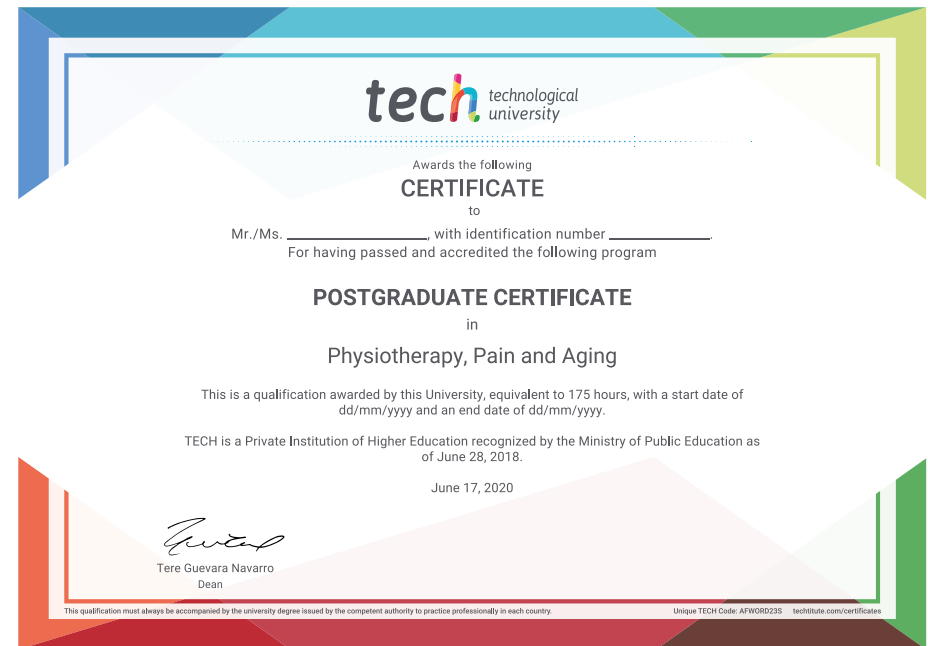 tech technological
university
Awards the following
CERTIFICATE
to
Mr./Ms. ____________________, with identification number ______________.
For having passed and accredited the following program
POSTGRADUATE CERTIFICATE
in
Physiotherapy, Pain and Aging
This is a qualification awarded by this University, equivalent to 175 hours, with a start date of
dd/mm/yyyy and an end date of dd/mm/yyyy.
TECH is a Private Institution of Higher Education recognized by the Ministry of Public Education as
of June 28, 2018.
June 17, 2020
Tere Guevara Navarro
Dean
This qualification must always be accompanied by the university degree issued by the competent authority to practice professionally in each country.
Unique TECH Code: AFWORD23S techtitute.com/certificates